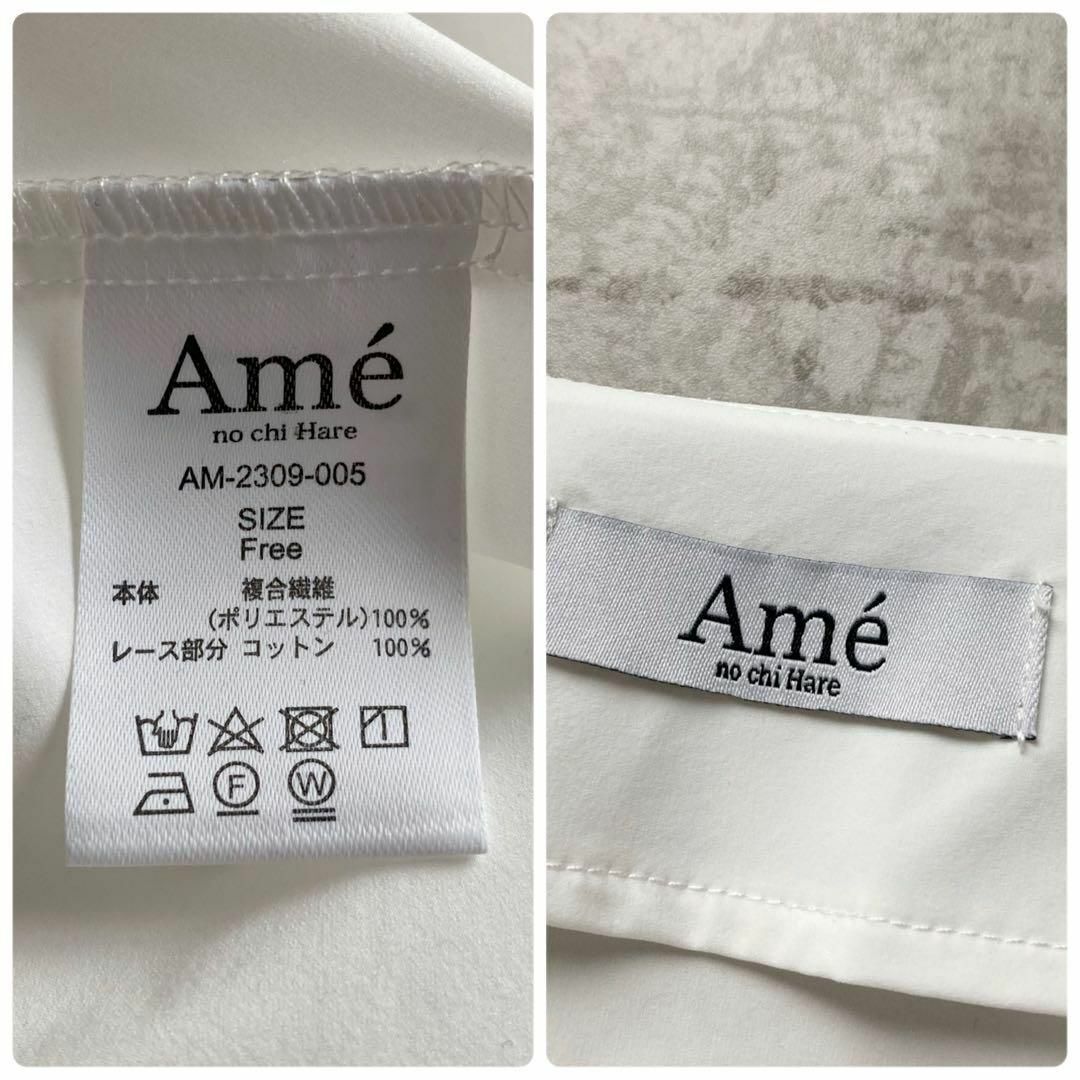 Amé
no chi Hare
AM-2309-005
SIZE
Free
本体 複合繊維
(ポリエステル)100%
レース部分 コットン 100%
F W
Amé
no chi Hare